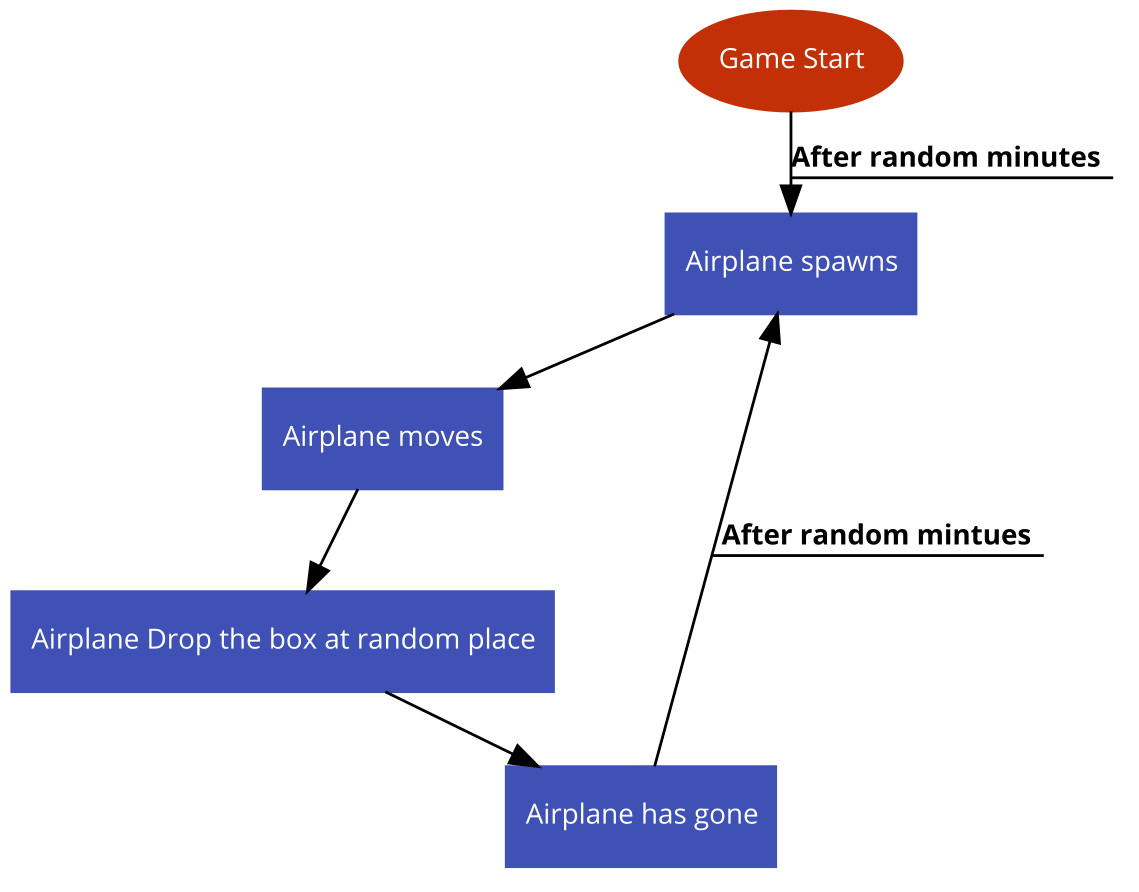 Game Start
After random minutes
Airplane spawns
Airplane moves
After random mintues
Airplane Drop the box at random place
Airplane has gone